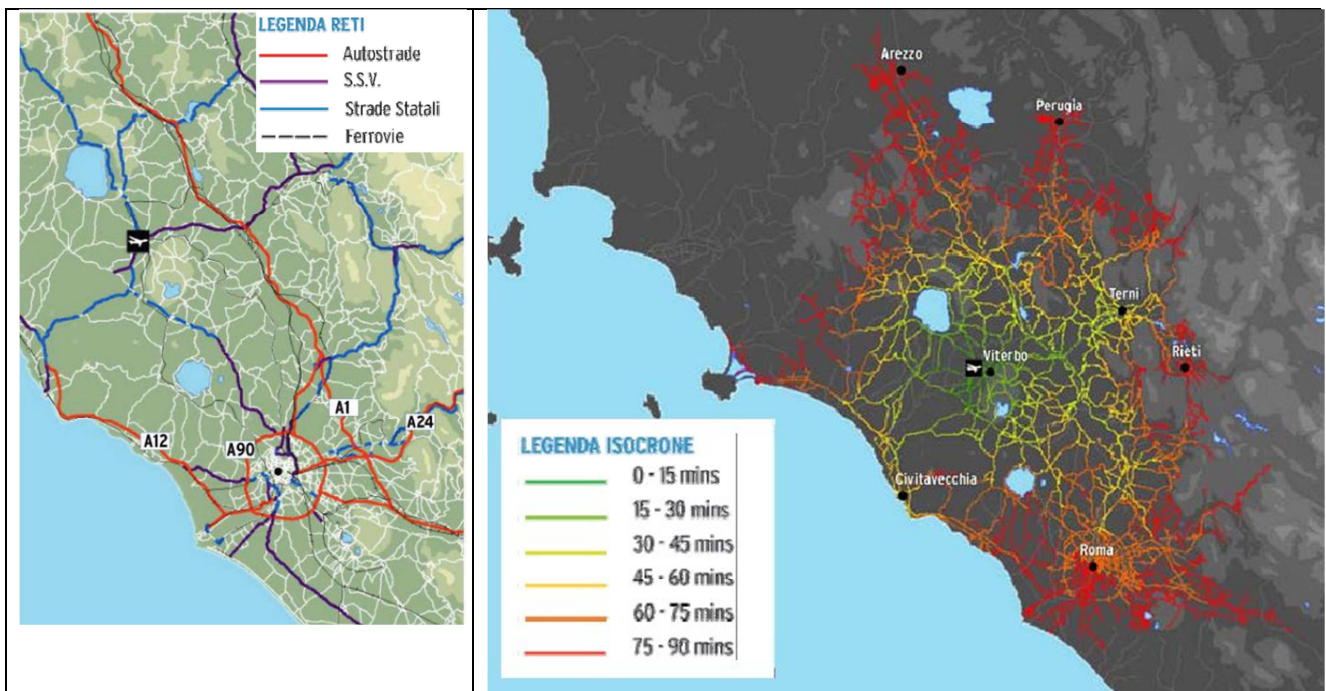 LEGENDA RETI
Autostrade
S.S.V.
Strade Statali
Ferrovie
A1
A24
A12
A90
Arezzo
Perugia
Terni
Viterbo
Rieti
Civitavecchia
Roma
LEGENDA ISOCRONE
0 - 15 mins
15 - 30 mins
30 - 45 mins
45 - 60 mins
60 - 75 mins
75 - 90 mins